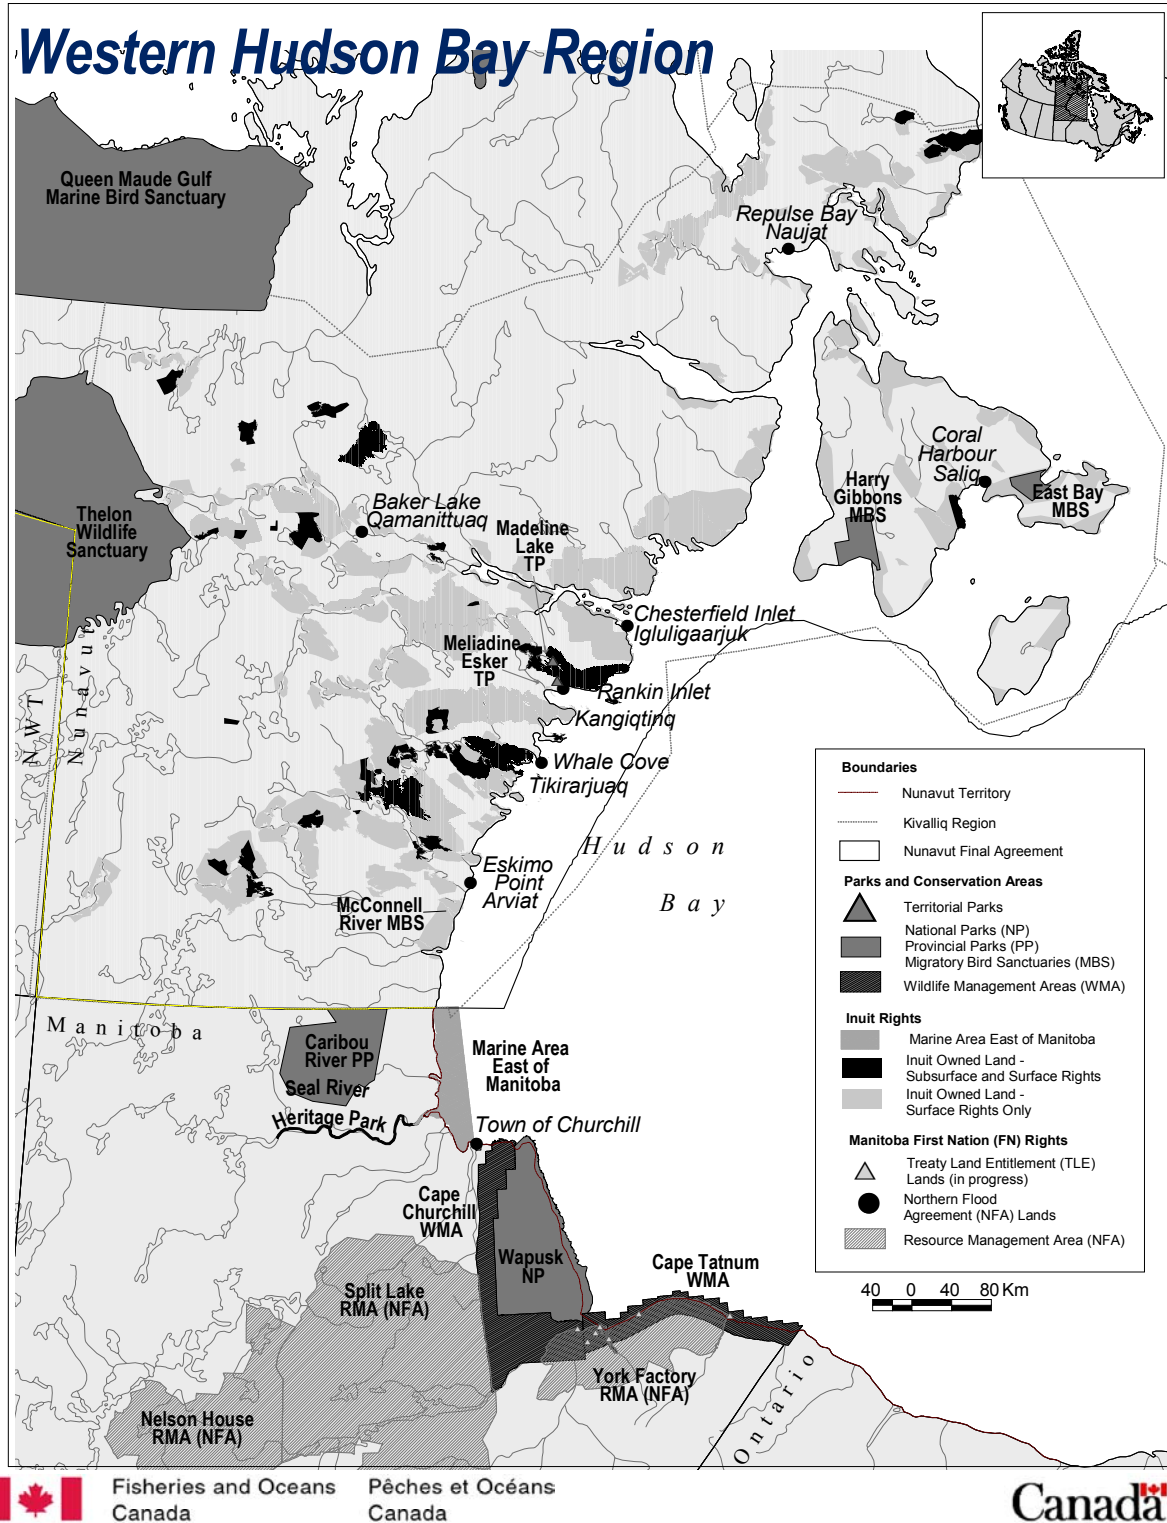 Western Hudson Bay Region
Queen Maude Gulf
Marine Bird Sanctuary
Repulse Bay
Naujat
Coral
Harbour
Saliq
Harry
Gibbons
MBS
East Bay
MBS
Baker Lake
Qamanittuaq
Thelon
Wildlife
Sanctuary
Madeline
Lake
TP
Chesterfield Inlet
Igluligaarjuk
Meliadine
Esker
TP
Rankin Inlet
Kangiqtinq
NWT
Nunavut
Whale Cove
Tikirarjuaq
Hudson
Bay
Eskimo
Point
Arviat
McConnell
River MBS
Manitoba
Caribou
River PP
Seal River
Heritage Park
Marine Area
East of
Manitoba
Town of Churchill
Cape
Churchill
WMA
Wapusk
NP
Cape Tatnum
WMA
Split Lake
RMA (NFA)
York Factory
RMA (NFA)
Nelson House
RMA (NFA)
Ontario
Boundaries
Nunavut Territory
Kivalliq Region
Nunavut Final Agreement
Parks and Conservation Areas
Territorial Parks
National Parks (NP)
Provincial Parks (PP)
Migratory Bird Sanctuaries (MBS)
Wildlife Management Areas (WMA)
Inuit Rights
Marine Area East of Manitoba
Inuit Owned Land -
Subsurface and Surface Rights
Inuit Owned Land -
Surface Rights Only
Manitoba First Nation (FN) Rights
Treaty Land Entitlement (TLE)
Lands (in progress)
Northern Flood
Agreement (NFA) Lands
Resource Management Area (NFA)
40 0 40 80 Km
Fisheries and Oceans Pêches et Océans
Canada Canada
Canada